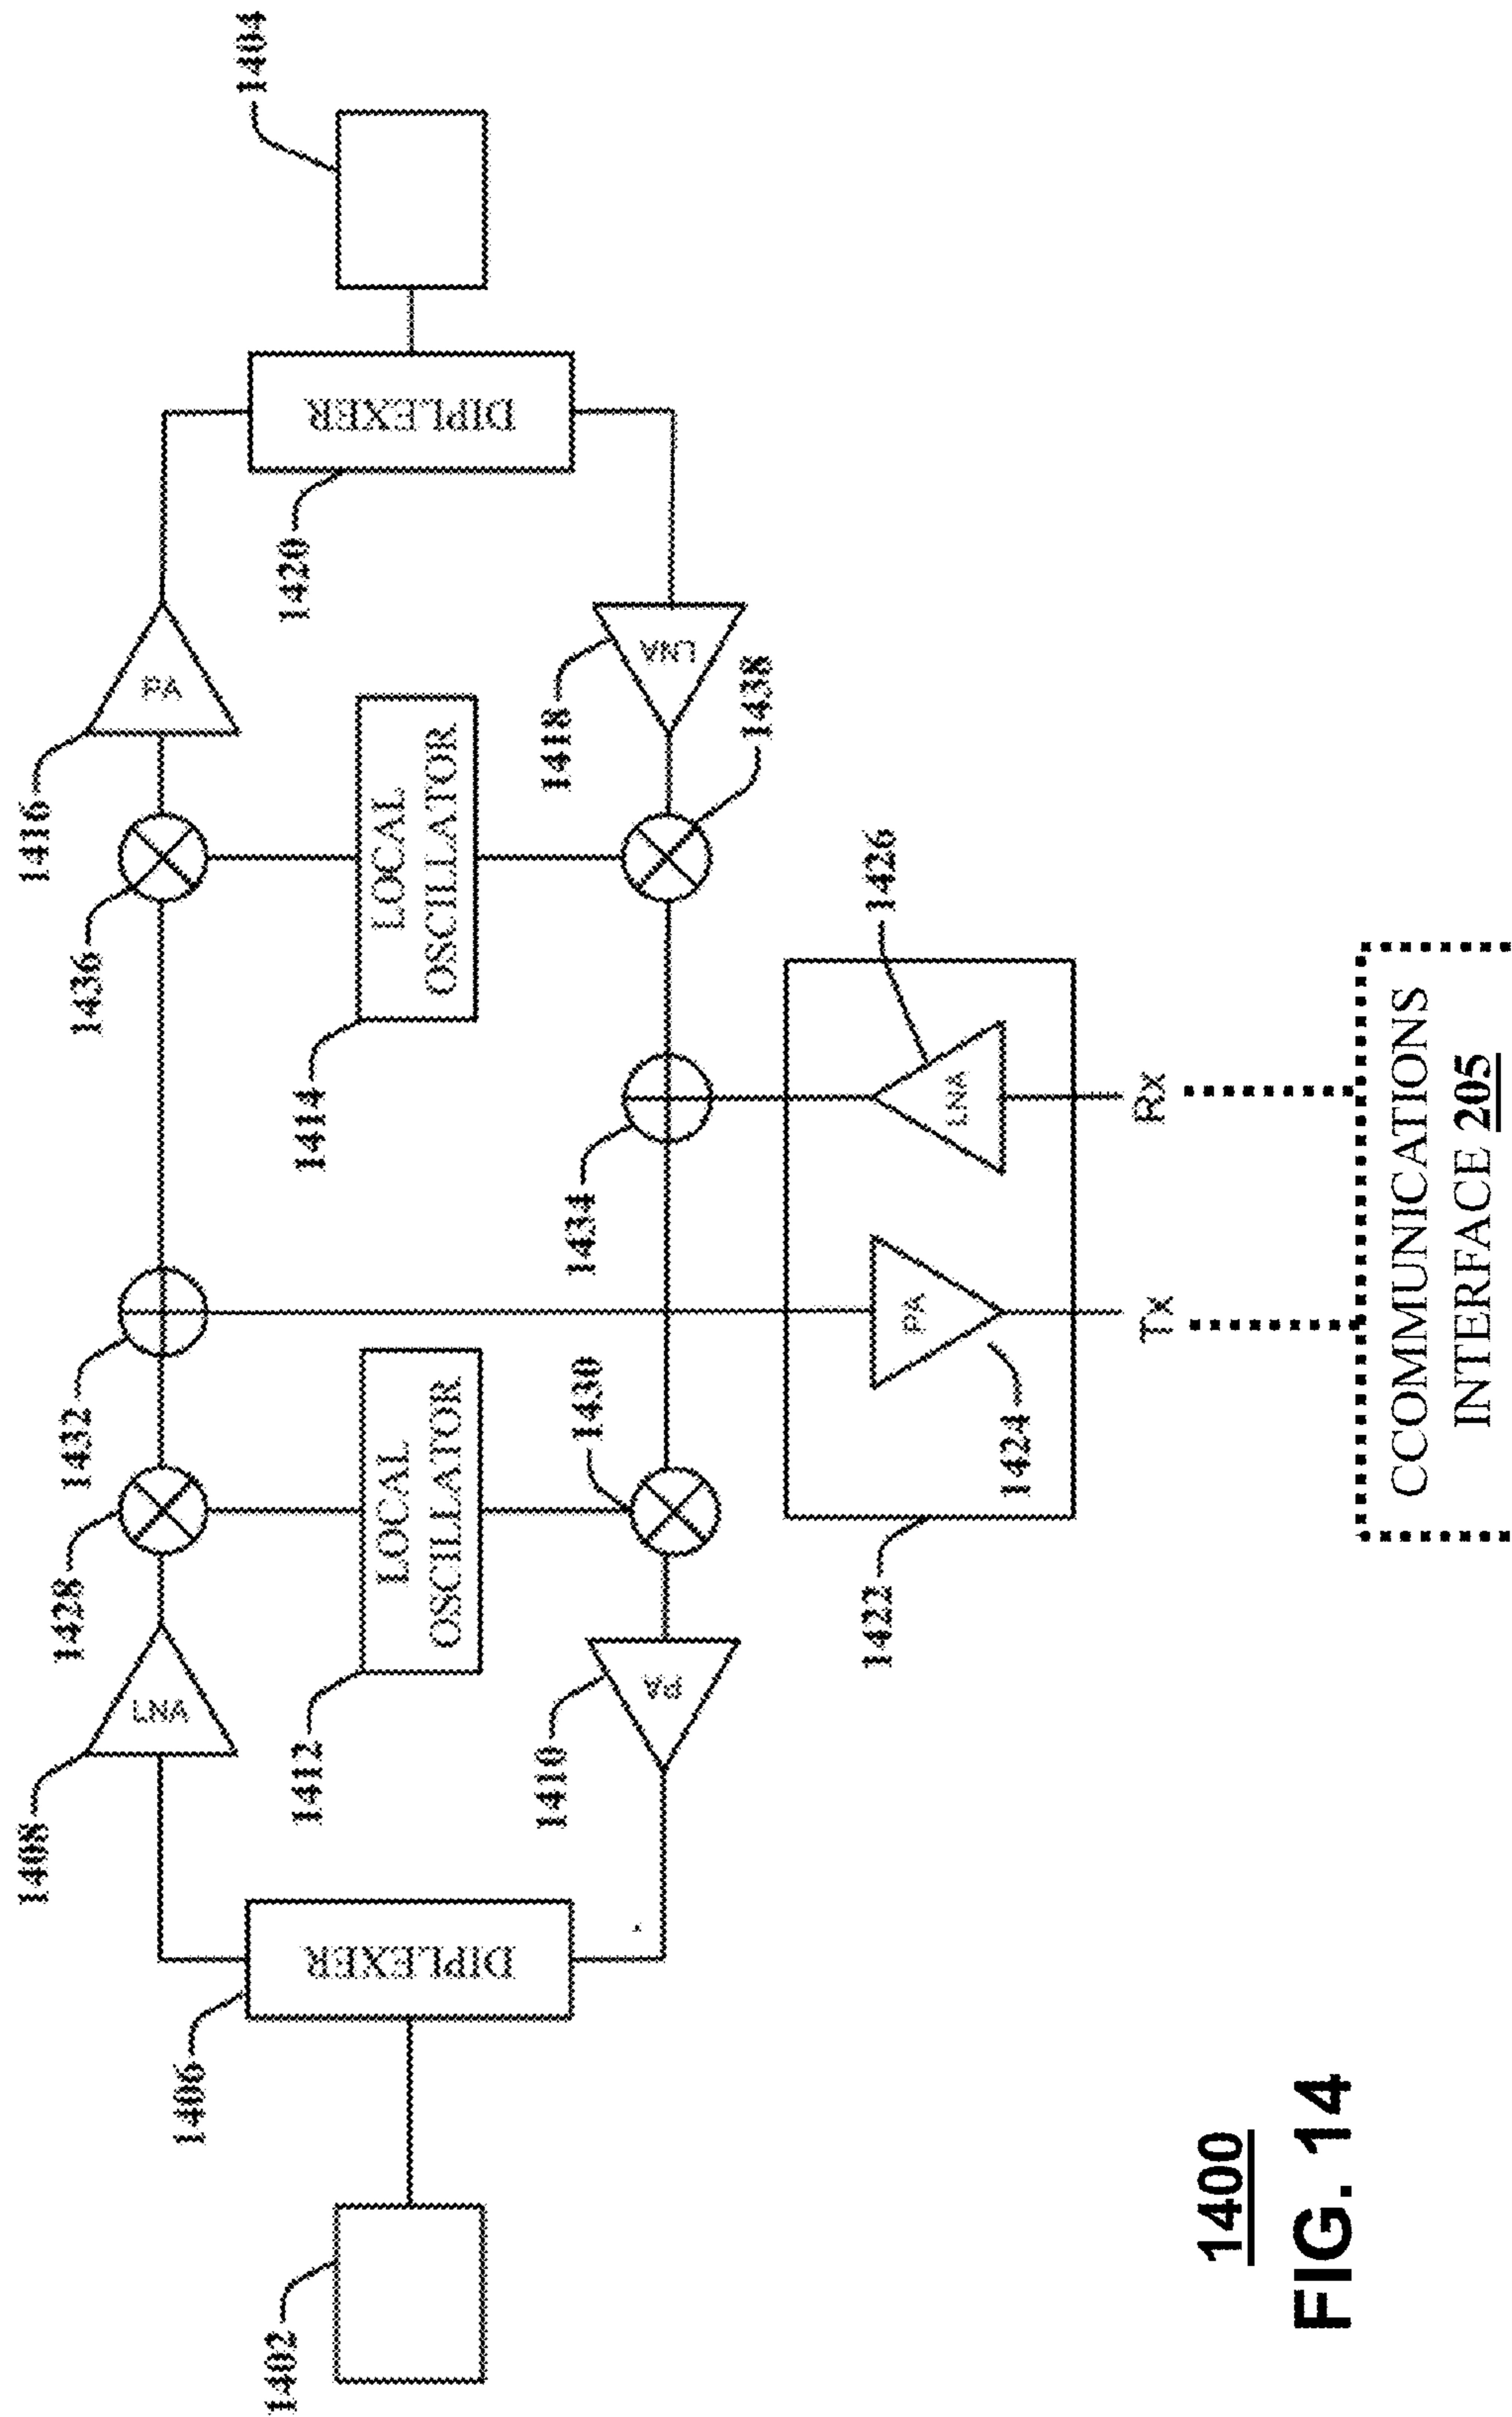 1408
1416
1428
1432
1436
LNA
PA
1406
1404
1402
1420
1412
1414
DIPLEXER
LOCAL
OSCILLATOR
LOCAL
OSCILLATOR
DIPLEXER
1410
1430
1434
1418
PA
LNA
1438
1422
1426
PA
LNA
1424
Tx
Rx
CCOMMUNICATIONS
INTERFACE 205
1400
FIG. 14